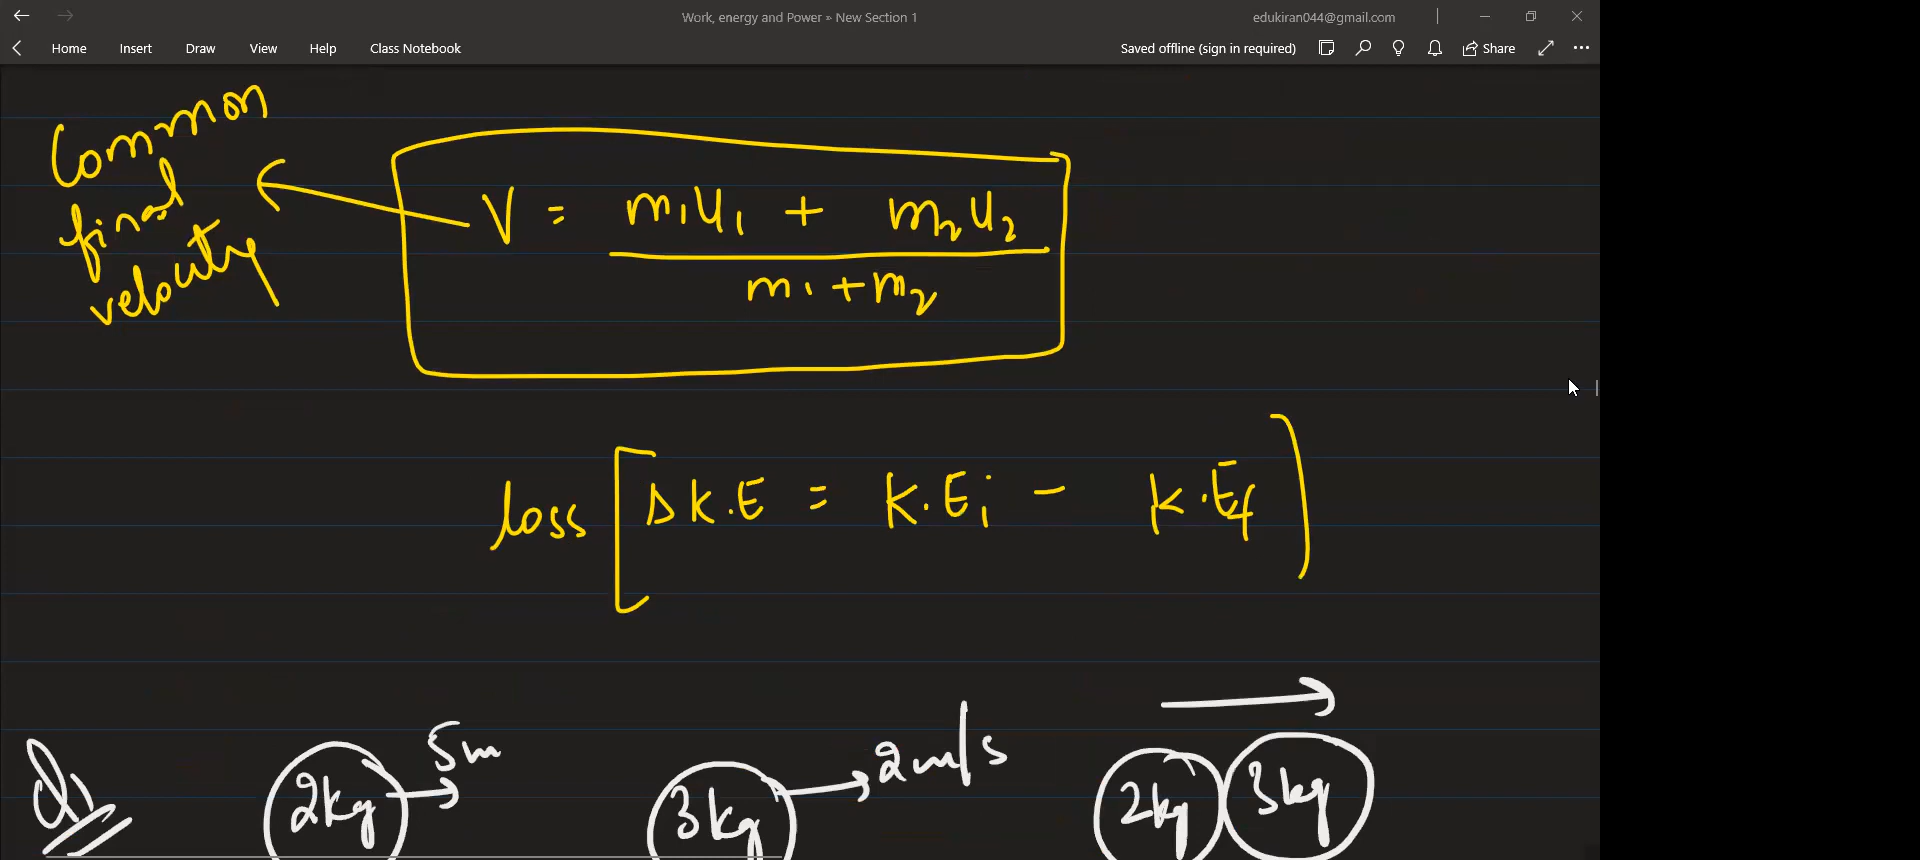 Work, energy and Power » New Section 1
edukiran044@gmail.com
Home Insert Draw View Help Class Notebook
Saved offline (sign in required)
Share
Common
final
velocity
V = m₁u₁ + m₂u₂
m₁ + m₂
loss [ΔK.E = K.Eᵢ - K.E_f]
Q)
5m
2m/s
2kg
3kg
2kg
3kg